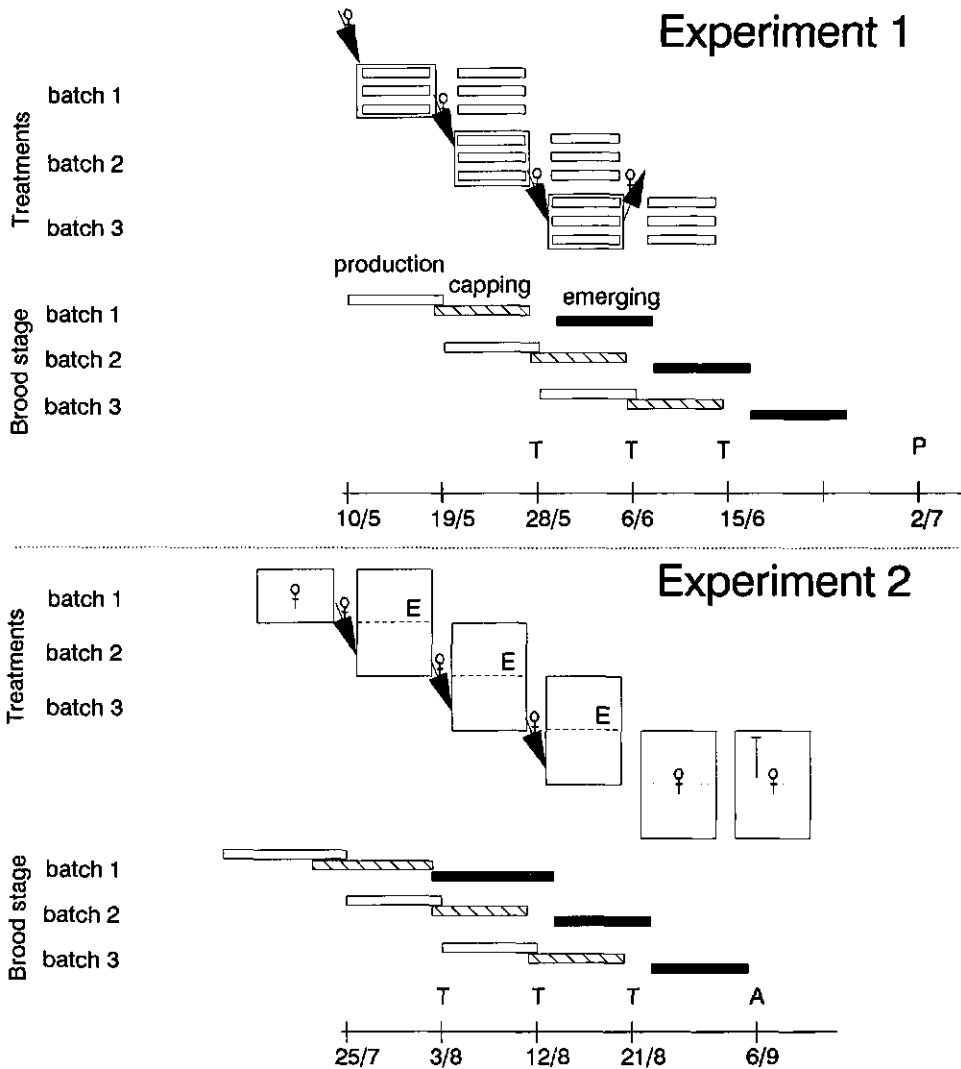 Experiment 1
Treatments
batch 1
batch 2
batch 3
production
capping
emerging
Brood stage
batch 1
batch 2
batch 3
T T T P
10/5 19/5 28/5 6/6 15/6 2/7
Experiment 2
Treatments
batch 1
batch 2
batch 3
♀ ♀ E
♀ E
♀ E
♀ T ♀
Brood stage
batch 1
batch 2
batch 3
T T T A
25/7 3/8 12/8 21/8 6/9